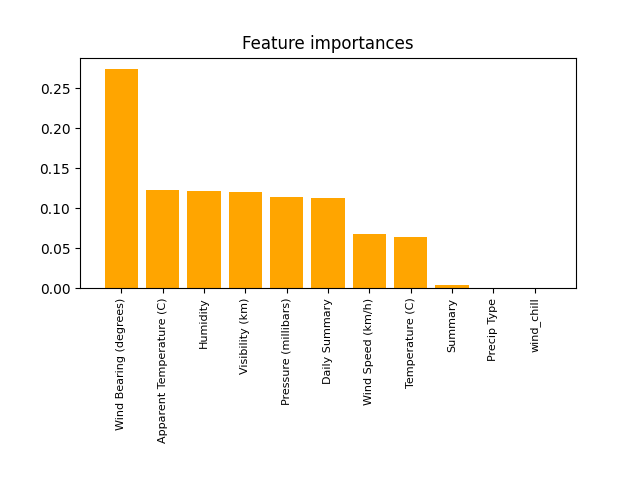 Feature importances
0.25
0.20
0.15
0.10
0.05
0.00
Wind Bearing (degrees)
Apparent Temperature (C)
Humidity
Visibility (km)
Pressure (millibars)
Daily Summary
Wind Speed (km/h)
Temperature (C)
Summary
Precip Type
wind_chill